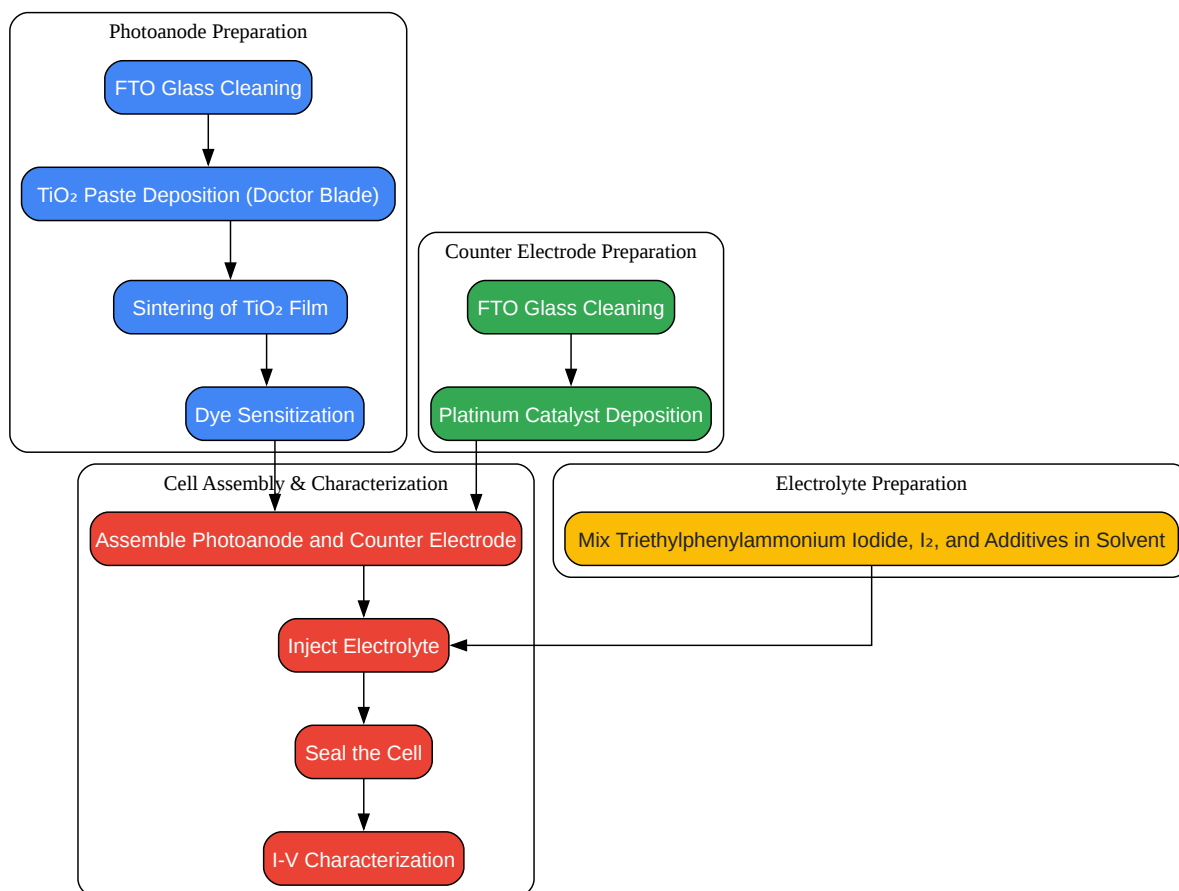 Photoanode Preparation
FTO Glass Cleaning
TiO₂ Paste Deposition (Doctor Blade)
Sintering of TiO₂ Film
Dye Sensitization
Counter Electrode Preparation
FTO Glass Cleaning
Platinum Catalyst Deposition
Cell Assembly & Characterization
Assemble Photoanode and Counter Electrode
Inject Electrolyte
Seal the Cell
I-V Characterization
Electrolyte Preparation
Mix Triethylphenylammonium Iodide, I₂, and Additives in Solvent